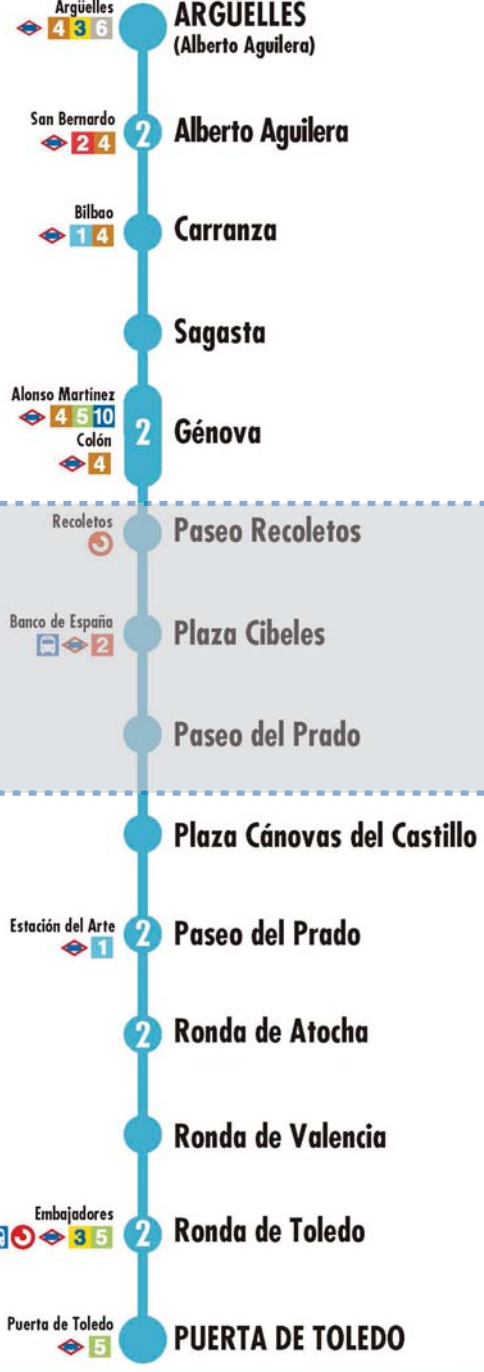 Argüelles
4 3 6
ARGÜELLES
(Alberto Aguilera)
San Bernardo
2 4
2
Alberto Aguilera
Bilbao
1 4
Carranza
Sagasta
Alonso Martínez
4 5 10
Colón
4
2
Génova
Recoletos
Paseo Recoletos
Banco de España
2
Plaza Cibeles
Paseo del Prado
Plaza Cánovas del Castillo
Estación del Arte
1
2
Paseo del Prado
2
Ronda de Atocha
Ronda de Valencia
Embajadores
3 5
2
Ronda de Toledo
Puerta de Toledo
5
PUERTA DE TOLEDO